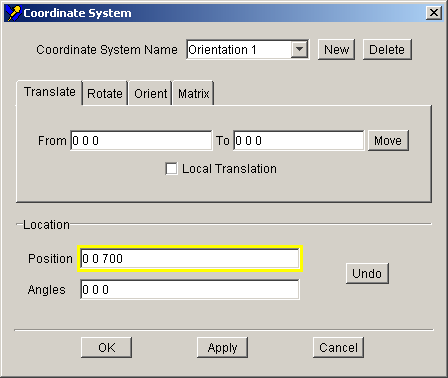 Coordinate System
Coordinate System Name Orientation 1 New Delete
Translate Rotate Orient Matrix
From 0 0 0 To 0 0 0 Move
Local Translation
Location
Position 0 0 700
Undo
Angles 0 0 0
OK Apply Cancel